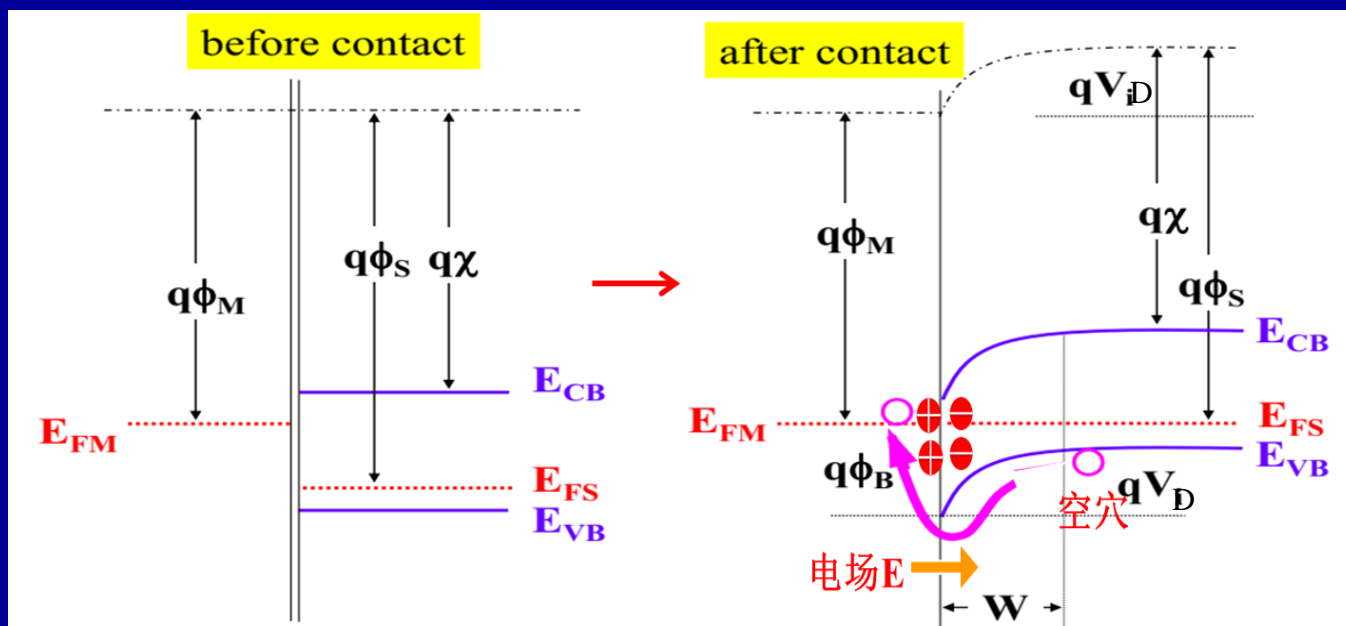 before contact
qϕM
qϕS
qχ
ECB
EFM
EFS
EVB
after contact
qViD
qϕM
qχ
qϕS
ECB
EFM
EFS
EVB
qϕB
qViD
空穴
电场E
W